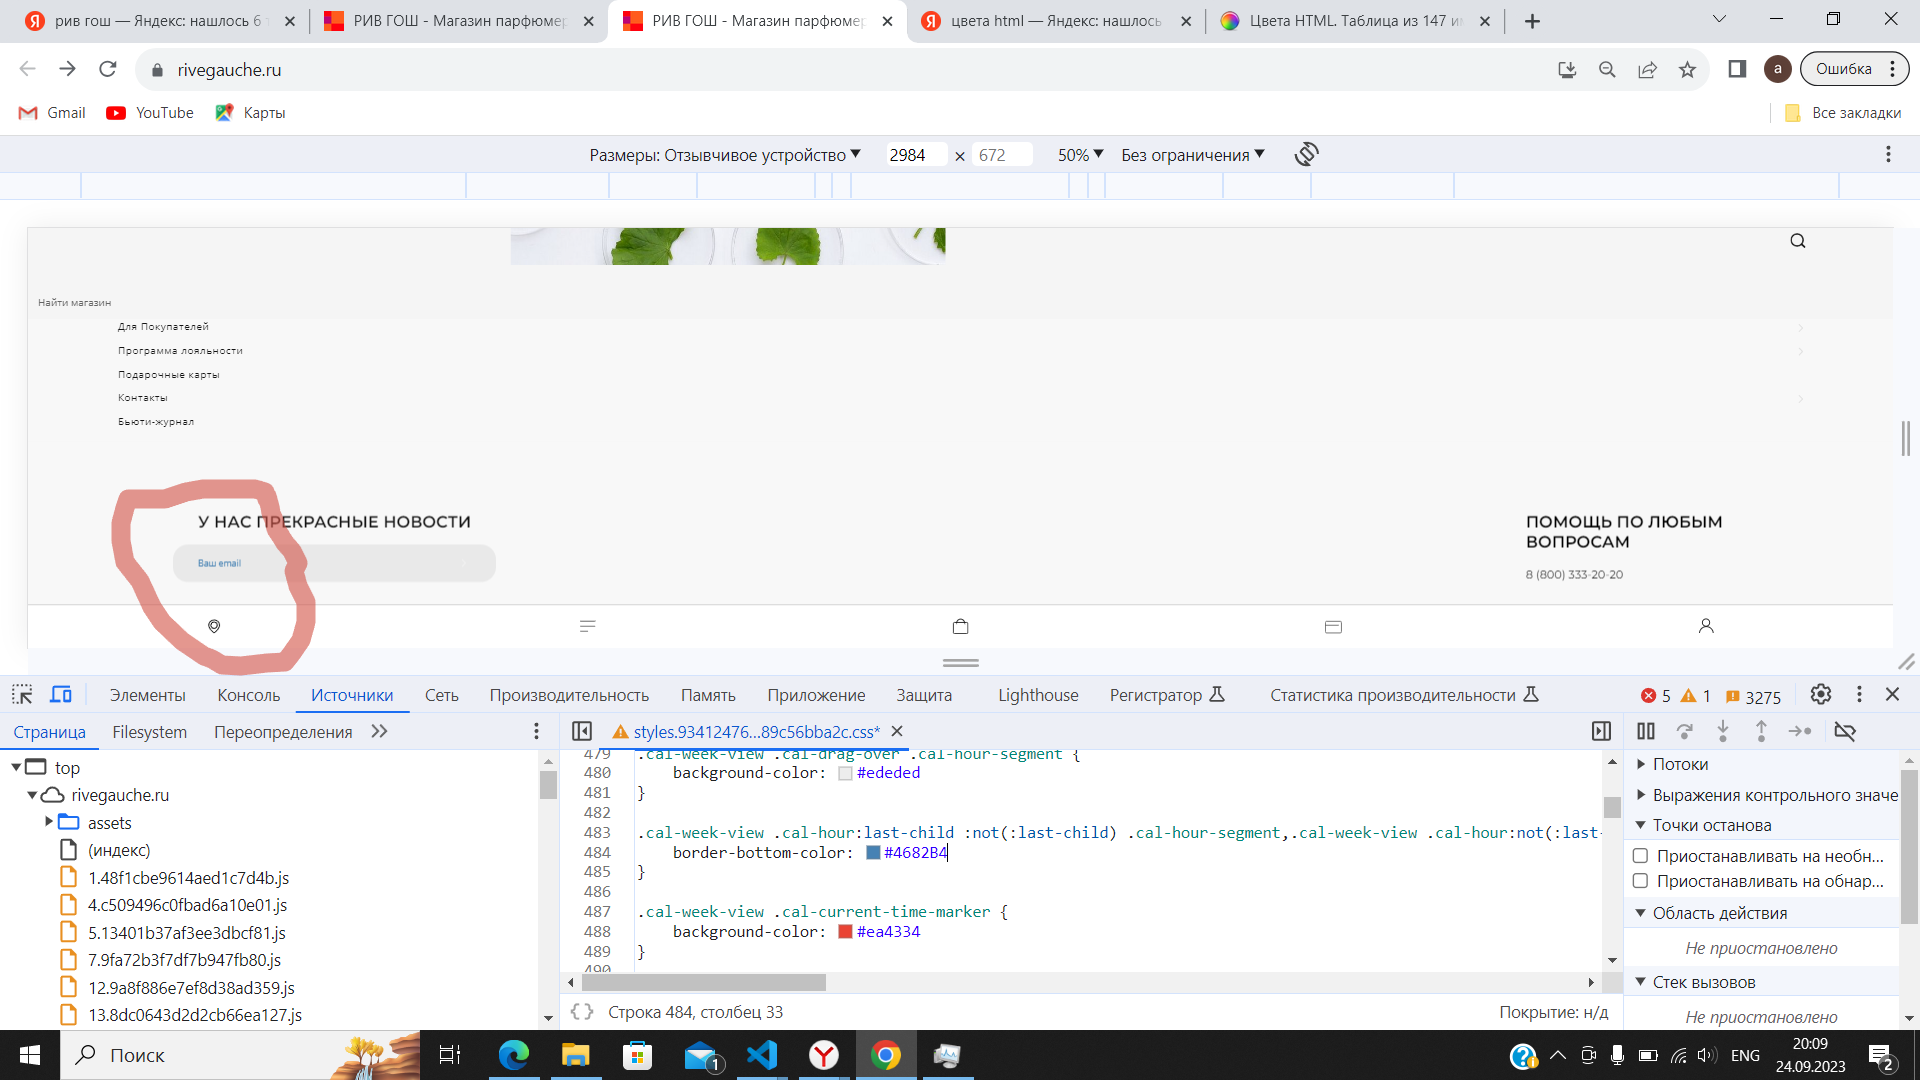 рив гош — Яндекс: нашлось 6
РИВ ГОШ - Магазин парфюмер
РИВ ГОШ - Магазин парфюмер
цвета html — Яндекс: нашлось
Цвета HTML. Таблица из 147 и
rivegauche.ru
a
Ошибка
Gmail
YouTube
Карты
Все закладки
Размеры: Отзывчивое устройство
2984 × 672
50%
Без ограничения
Найти магазин
Для Покупателей
Программа лояльности
Подарочные карты
Контакты
Бьюти-журнал
У НАС ПРЕКРАСНЫЕ НОВОСТИ
Ваш email
ПОМОЩЬ ПО ЛЮБЫМ
ВОПРОСАМ
8 (800) 333-20-20
Элементы
Консоль
Источники
Сеть
Производительность
Память
Приложение
Защита
Lighthouse
Регистратор
Статистика производительности
5
1
3275
Страница
Filesystem
Переопределения
styles.93412476...89c56bba2c.css*
top
rivegauche.ru
assets
(индекс)
1.48f1cbe9614aed1c7d4b.js
4.c509496c0fbad6a10e01.js
5.13401b37af3ee3dbcf81.js
7.9fa72b3f7df7b947fb80.js
12.9a8f886e7ef8d38ad359.js
13.8dc0643d2d2cb66ea127.js
479 .cal-week-view .cal-drag-over .cal-hour-segment {
480 background-color: #ededed
481 }
482
483 .cal-week-view .cal-hour:last-child :not(:last-child) .cal-hour-segment,.cal-week-view .cal-hour:not(:last-
484 border-bottom-color: #4682B4
485 }
486
487 .cal-week-view .cal-current-time-marker {
488 background-color: #ea4334
489 }
490
{} Строка 484, столбец 33
Покрытие: н/д
Потоки
Выражения контрольного значе
Точки останова
Приостанавливать на необн...
Приостанавливать на обнар...
Область действия
Не приостановлено
Стек вызовов
Не приостановлено
Поиск
1
ENG
20:09
24.09.2023
2